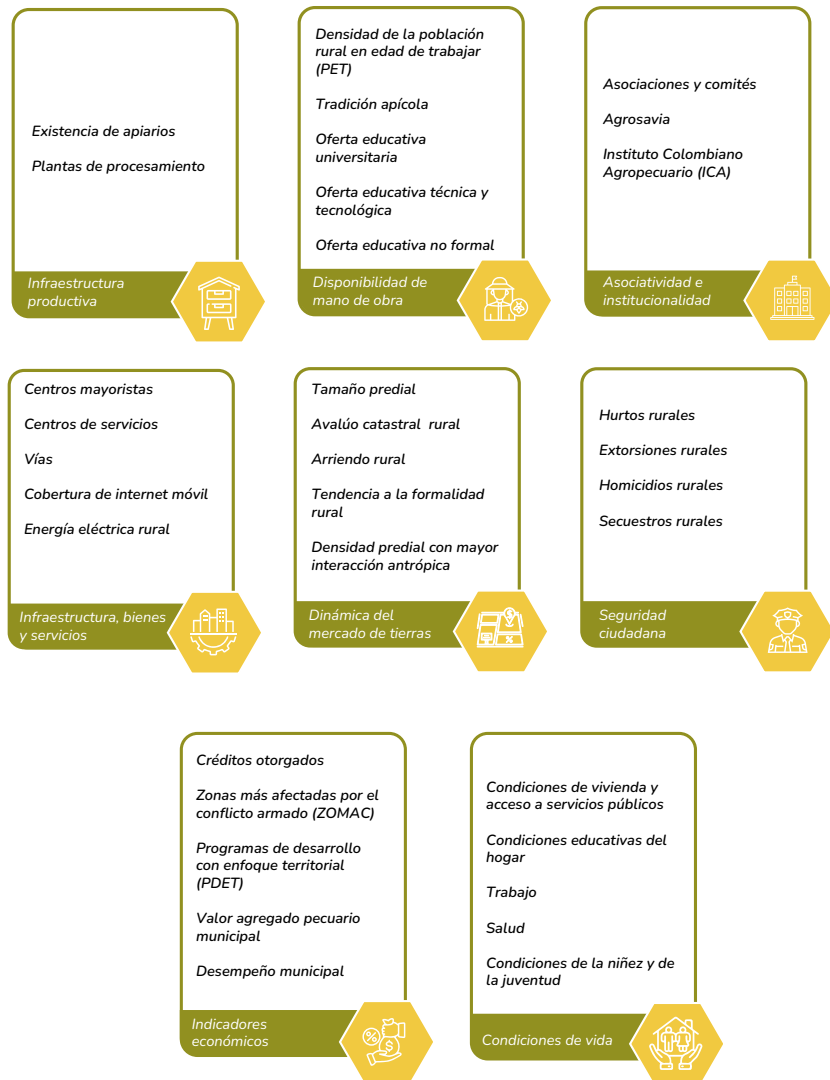 Existencia de apiarios
Plantas de procesamiento
Infraestructura
productiva
Densidad de la población
rural en edad de trabajar
(PET)
Tradición apícola
Oferta educativa
universitaria
Oferta educativa técnica y
tecnológica
Oferta educativa no formal
Disponibilidad de
mano de obra
Asociaciones y comités
Agrosavia
Instituto Colombiano
Agropecuario (ICA)
Asociatividad e
institucionalidad
Centros mayoristas
Centros de servicios
Vías
Cobertura de internet móvil
Energía eléctrica rural
Infraestructura, bienes
y servicios
Tamaño predial
Avalúo catastral rural
Arriendo rural
Tendencia a la formalidad
rural
Densidad predial con mayor
interacción antrópica
Dinámica del
mercado de tierras
Hurtos rurales
Extorsiones rurales
Homicidios rurales
Secuestros rurales
Seguridad
ciudadana
Créditos otorgados
Zonas más afectadas por el
conflicto armado (ZOMAC)
Programas de desarrollo
con enfoque territorial
(PDET)
Valor agregado pecuario
municipal
Desempeño municipal
Indicadores
económicos
Condiciones de vivienda y
acceso a servicios públicos
Condiciones educativas del
hogar
Trabajo
Salud
Condiciones de la niñez y de
la juventud
Condiciones de vida